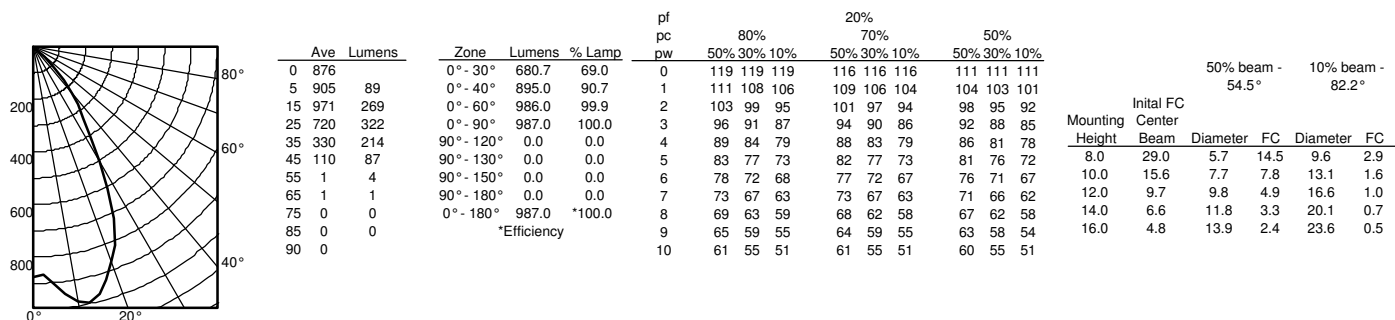 200
400
600
800
0°
20°
40°
60°
80°
Ave Lumens
0 876
5 905 89
15 971 269
25 720 322
35 330 214
45 110 87
55 1 4
65 1 1
75 0 0
85 0 0
90 0
Zone Lumens % Lamp
0°- 30° 680.7 69.0
0°- 40° 895.0 90.7
0°- 60° 986.0 99.9
0°- 90° 987.0 100.0
90°- 120° 0.0 0.0
90°- 130° 0.0 0.0
90°- 150° 0.0 0.0
90°- 180° 0.0 0.0
0°- 180° 987.0 *100.0
*Efficiency
pf 20%
pc 80% 70% 50%
pw 50% 30% 10% 50% 30% 10% 50% 30% 10%
0 119 119 119 116 116 116 111 111 111
1 111 108 106 109 106 104 104 103 101
2 103 99 95 101 97 94 98 95 92
3 96 91 87 94 90 86 92 88 85
4 89 84 79 88 83 79 86 81 78
5 83 77 73 82 77 73 81 76 72
6 78 72 68 77 72 67 76 71 67
7 73 67 63 73 67 63 71 66 62
8 69 63 59 68 62 58 67 62 58
9 65 59 55 64 59 55 63 58 54
10 61 55 51 61 55 51 60 55 51
50% beam - 10% beam -
54.5° 82.2°
Inital FC
Mounting Center
Height Beam Diameter FC Diameter FC
8.0 29.0 5.7 14.5 9.6 2.9
10.0 15.6 7.7 7.8 13.1 1.6
12.0 9.7 9.8 4.9 16.6 1.0
14.0 6.6 11.8 3.3 20.1 0.7
16.0 4.8 13.9 2.4 23.6 0.5